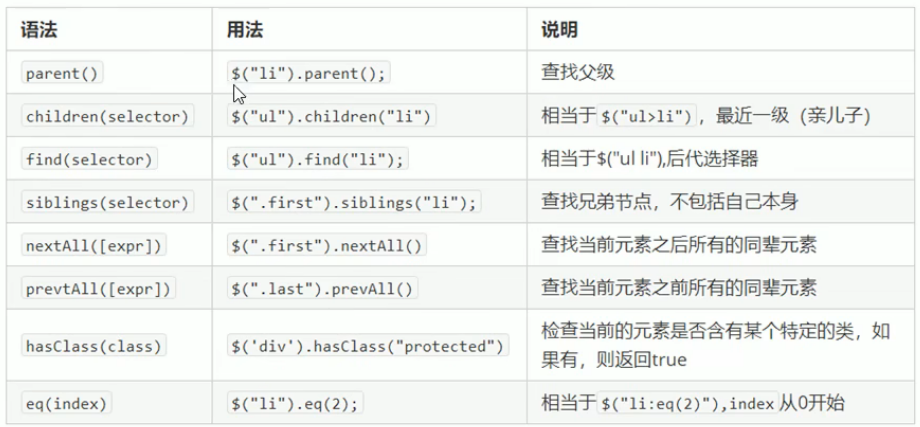 语法 用法 说明
parent() $("li").parent(); 查找父级
children(selector) $("ul").children("li") 相当于$("ul>li")，最近一级（亲儿子）
find(selector) $("ul").find("li"); 相当于$("ul li"),后代选择器
siblings(selector) $(".first").siblings("li"); 查找兄弟节点，不包括自己本身
nextAll([expr]) $(".first").nextAll() 查找当前元素之后所有的同辈元素
prevtAll([expr]) $(".last").prevAll() 查找当前元素之前所有的同辈元素
hasClass(class) $('div').hasClass("protected") 检查当前的元素是否含有某个特定的类，如
果有，则返回true
eq(index) $("li").eq(2); 相当于$("li:eq(2)"),index从0开始